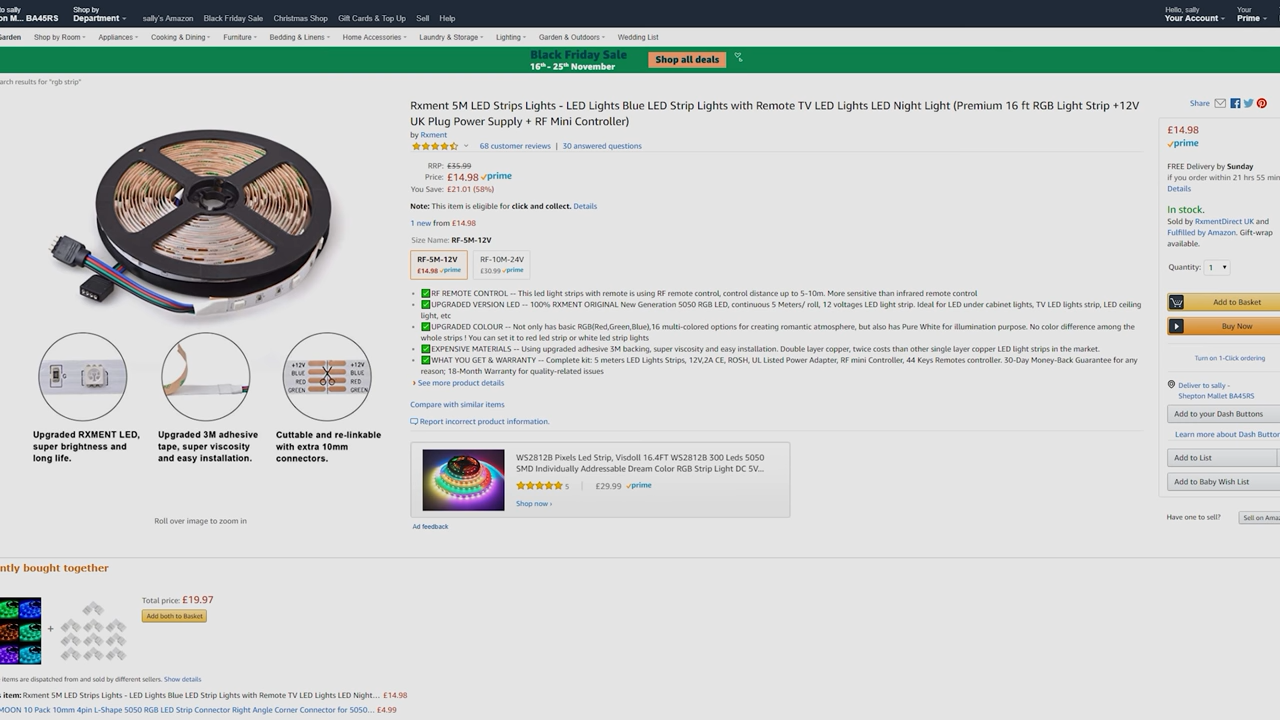 to sally
on M... BA45RS
Shop by
Department
sally's Amazon
Black Friday Sale
Christmas Shop
Gift Cards & Top Up
Sell
Help
Hello, sally
Your Account
Your
Prime
Garden
Shop by Room
Appliances
Cooking & Dining
Furniture
Bedding & Linens
Home Accessories
Laundry & Storage
Lighting
Garden & Outdoors
Wedding List
Black Friday Sale
16th - 25th November
Shop all deals
arch results for "rgb strip"
Rxment 5M LED Strips Lights - LED Lights Blue LED Strip Lights with Remote TV LED Lights LED Night Light (Premium 16 ft RGB Light Strip +12V
UK Plug Power Supply + RF Mini Controller)
by Rxment
68 customer reviews | 30 answered questions
RRP: £35.99
Price: £14.98 prime
You Save: £21.01 (58%)
Note: This item is eligible for click and collect. Details
1 new from £14.98
Size Name: RF-5M-12V
RF-5M-12V
£14.98 prime
RF-10M-24V
£30.99 prime
RF REMOTE CONTROL -- This led light strips with remote is using RF remote control, control distance up to 5-10m. More sensitive than infrared remote control
UPGRADED VERSION LED -- 100% RXMENT ORIGINAL New Generation 5050 RGB LED, continuous 5 Meters/ roll, 12 voltages LED light strip. Ideal for LED under cabinet lights, TV LED lights strip, LED ceiling
light, etc
UPGRADED COLOUR -- Not only has basic RGB(Red,Green,Blue),16 multi-colored options for creating romantic atmosphere, but also has Pure White for illumination purpose. No color difference among the
whole strips ! You can set it to red led strip or white led strip lights
EXPENSIVE MATERIALS -- Using upgraded adhesive 3M backing, super viscosity and easy installation. Double layer copper, twice costs than other single layer copper LED light strips in the market.
WHAT YOU GET & WARRANTY -- Complete kit: 5 meters LED Lights Strips, 12V,2A CE, ROSH, UL Listed Power Adapter, RF mini Controller, 44 Keys Remotes controller. 30-Day Money-Back Guarantee for any
reason; 18-Month Warranty for quality-related issues
› See more product details
Compare with similar items
Report incorrect product information.
WS2812B Pixels Led Strip, Visdoll 16.4FT WS2812B 300 Leds 5050
SMD Individually Addressable Dream Color RGB Strip Light DC 5V...
5 | £29.99 prime
Shop now ›
Ad feedback
+12V
BLUE
RED
GREEN
+12V
BLUE
RED
GREEN
Upgraded RXMENT LED,
super brightness and
long life.
Upgraded 3M adhesive
tape, super viscosity
and easy installation.
Cuttable and re-linkable
with extra 10mm
connectors.
Roll over image to zoom in
Share
£14.98
prime
FREE Delivery by Sunday
if you order within 21 hrs 55 min
Details
In stock.
Sold by RxmentDirect UK and
Fulfilled by Amazon. Gift-wrap
available.
Quantity: 1
Add to Basket
Buy Now
Turn on 1-Click ordering
Deliver to sally -
Shepton Mallet BA45RS
Add to your Dash Buttons
Learn more about Dash Button
Add to List
Add to Baby Wish List
Have one to sell?
Sell on Amaz
ntly bought together
+
Total price: £19.97
Add both to Basket
items are dispatched from and sold by different sellers. Show details
s item: Rxment 5M LED Strips Lights - LED Lights Blue LED Strip Lights with Remote TV LED Lights LED Night... £14.98
MOON 10 Pack 10mm 4pin L-Shape 5050 RGB LED Strip Connector Right Angle Corner Connector for 5050... £4.99